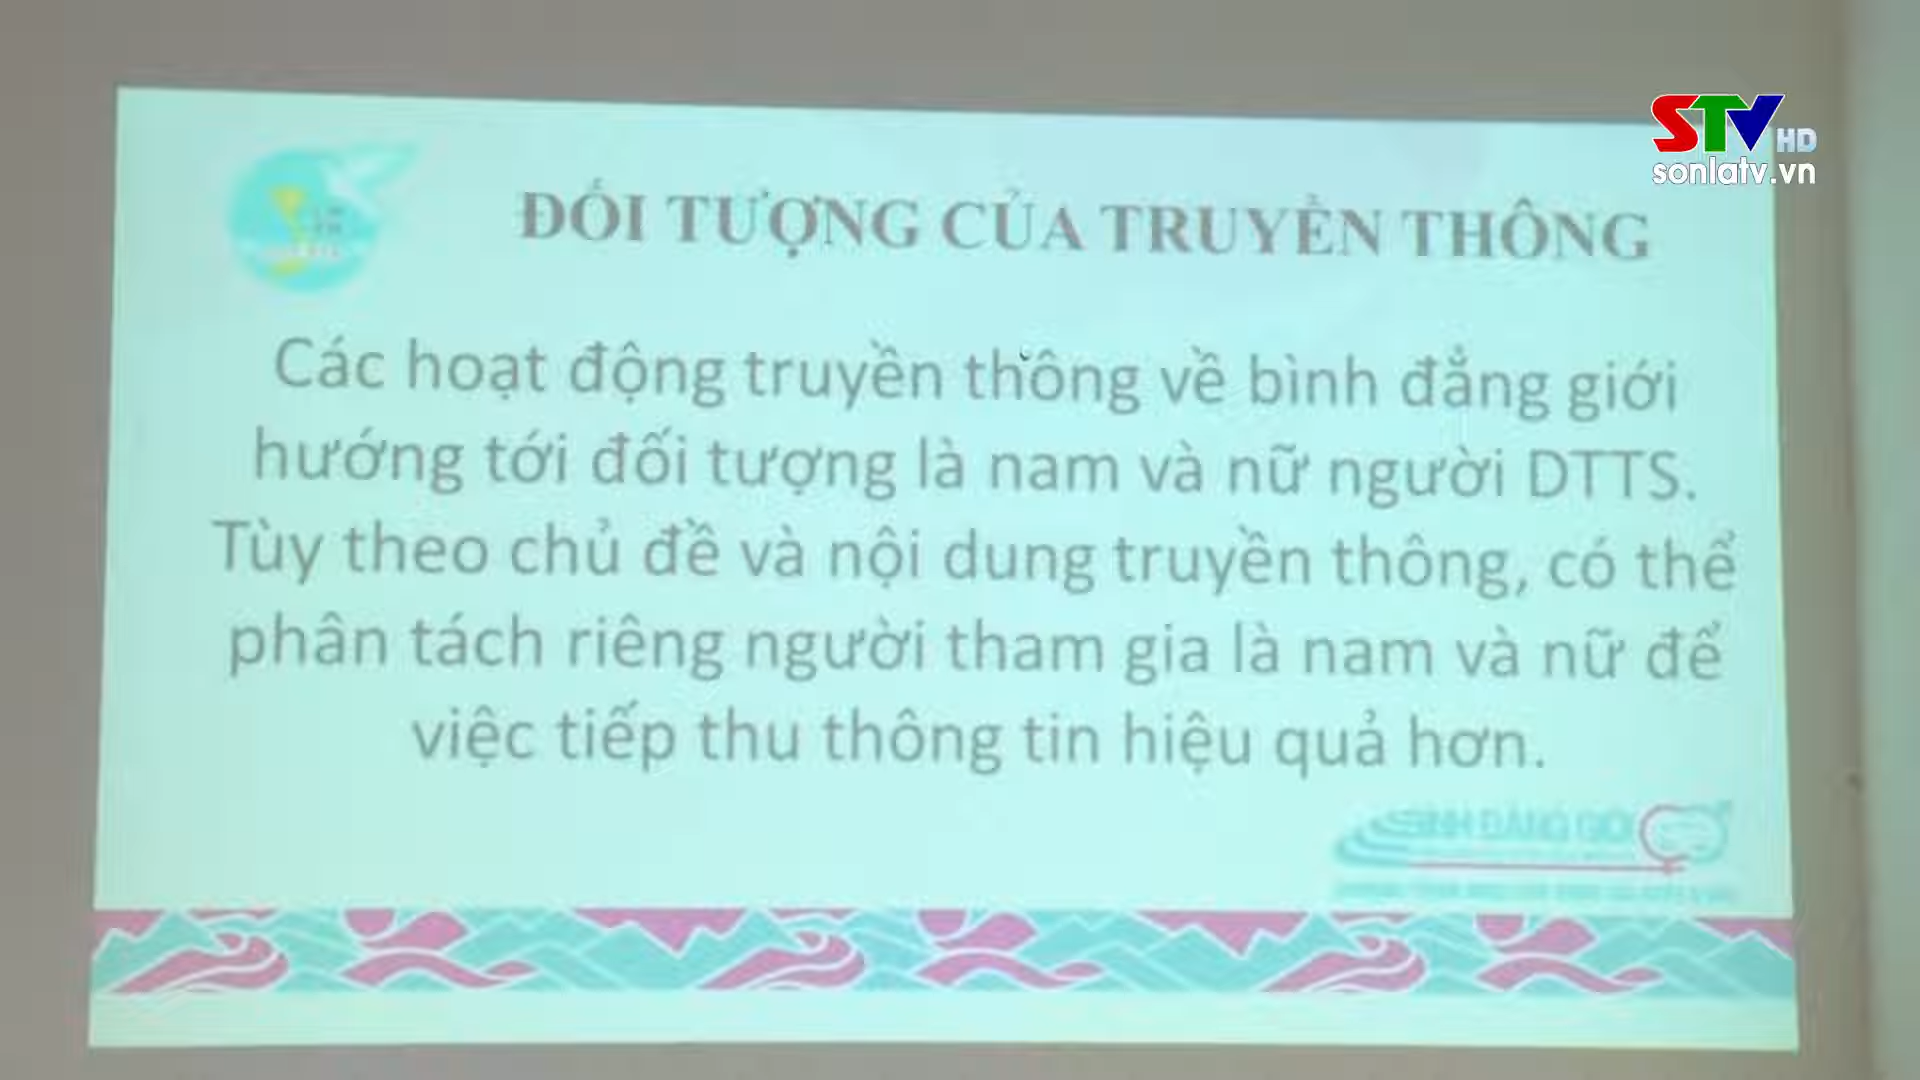 STV HD
sonlatv.vn
ĐỐI TƯỢNG CỦA TRUYỀN THÔNG
Các hoạt động truyền thông về bình đẳng giới
hướng tới đối tượng là nam và nữ người DTTS.
Tùy theo chủ đề và nội dung truyền thông, có thể
phân tách riêng người tham gia là nam và nữ để
việc tiếp thu thông tin hiệu quả hơn.